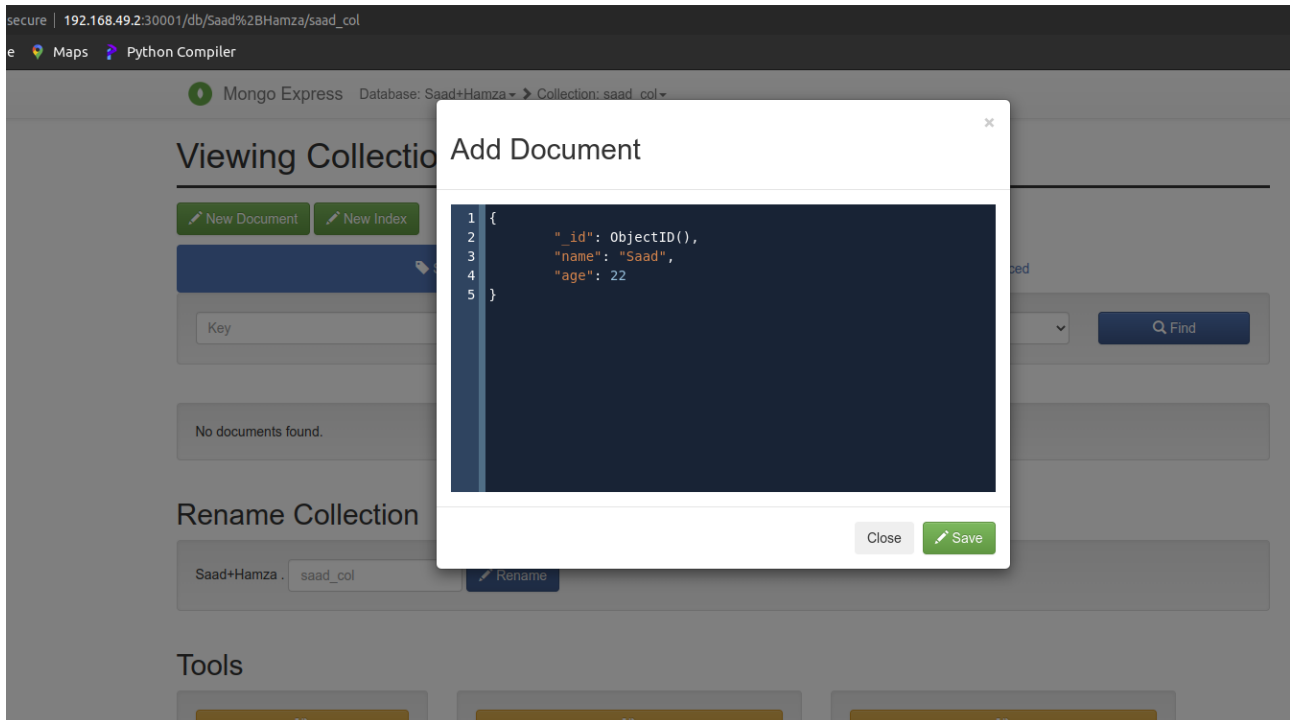 secure | 192.168.49.2:30001/db/Saad%2BHamza/saad_col
e Maps Python Compiler
Mongo Express Database: Saad+Hamza Collection: saad_col
Viewing Collectio
Add Document
×
New Document New Index
1 {
2 "_id": ObjectID(),
3 "name": "Saad",
4 "age": 22
5 }
Key
Find
No documents found.
Rename Collection
Close Save
Saad+Hamza . saad_col Rename
Tools